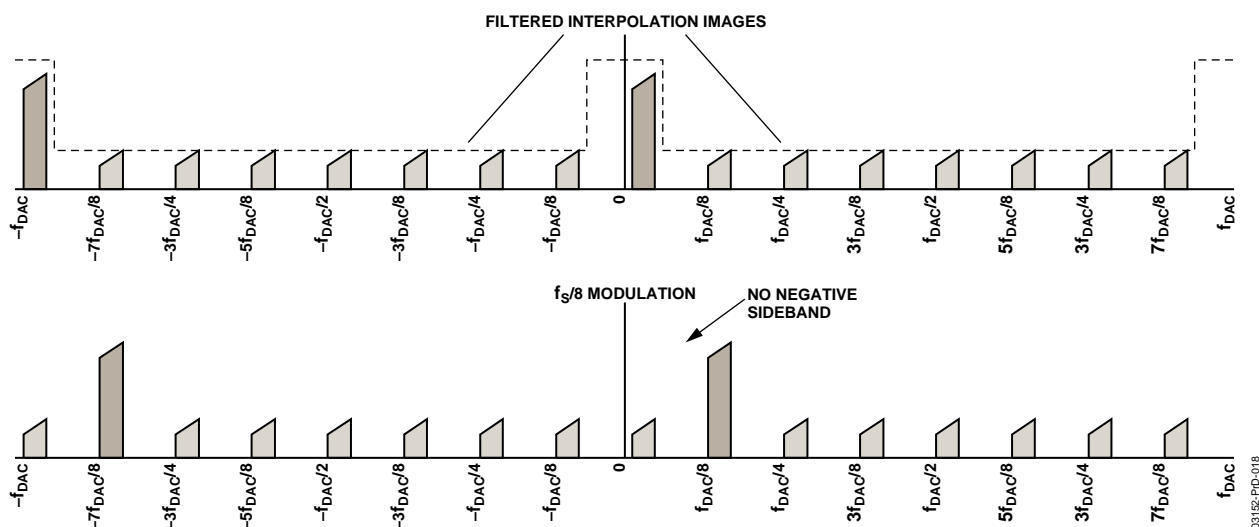 FILTERED INTERPOLATION IMAGES
–fDAC
–7fDAC/8
–3fDAC/4
–5fDAC/8
–fDAC/2
–3fDAC/8
–fDAC/4
–fDAC/8
0
fDAC/8
fDAC/4
3fDAC/8
fDAC/2
5fDAC/8
3fDAC/4
7fDAC/8
fDAC
fS/8 MODULATION
NO NEGATIVE
SIDEBAND
–fDAC
–7fDAC/8
–3fDAC/4
–5fDAC/8
–fDAC/2
–3fDAC/8
–fDAC/4
–fDAC/8
0
fDAC/8
fDAC/4
3fDAC/8
fDAC/2
5fDAC/8
3fDAC/4
7fDAC/8
fDAC
03152-PrD-018